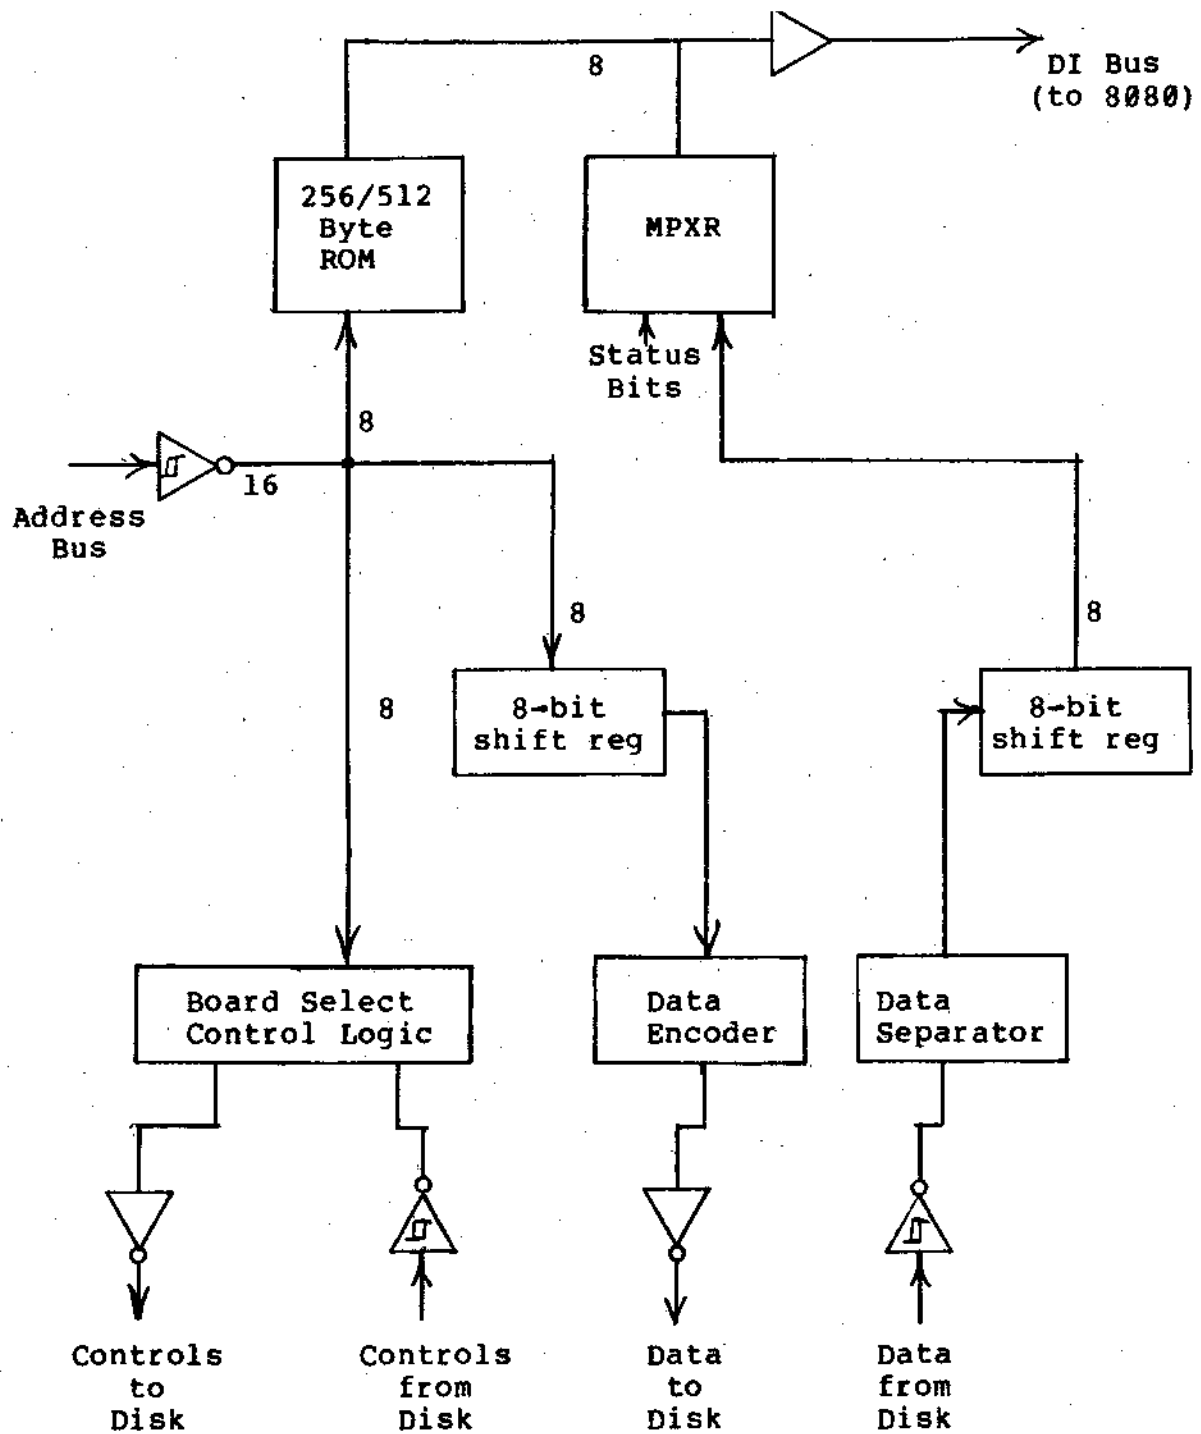 8
DI Bus
(to 8080)
256/512
Byte
ROM
MPXR
Status
Bits
8
16
Address
Bus
8
8
8
8-bit
shift reg
8-bit
shift reg
Board Select
Control Logic
Data
Encoder
Data
Separator
Controls
to
Disk
Controls
from
Disk
Data
to
Disk
Data
from
Disk